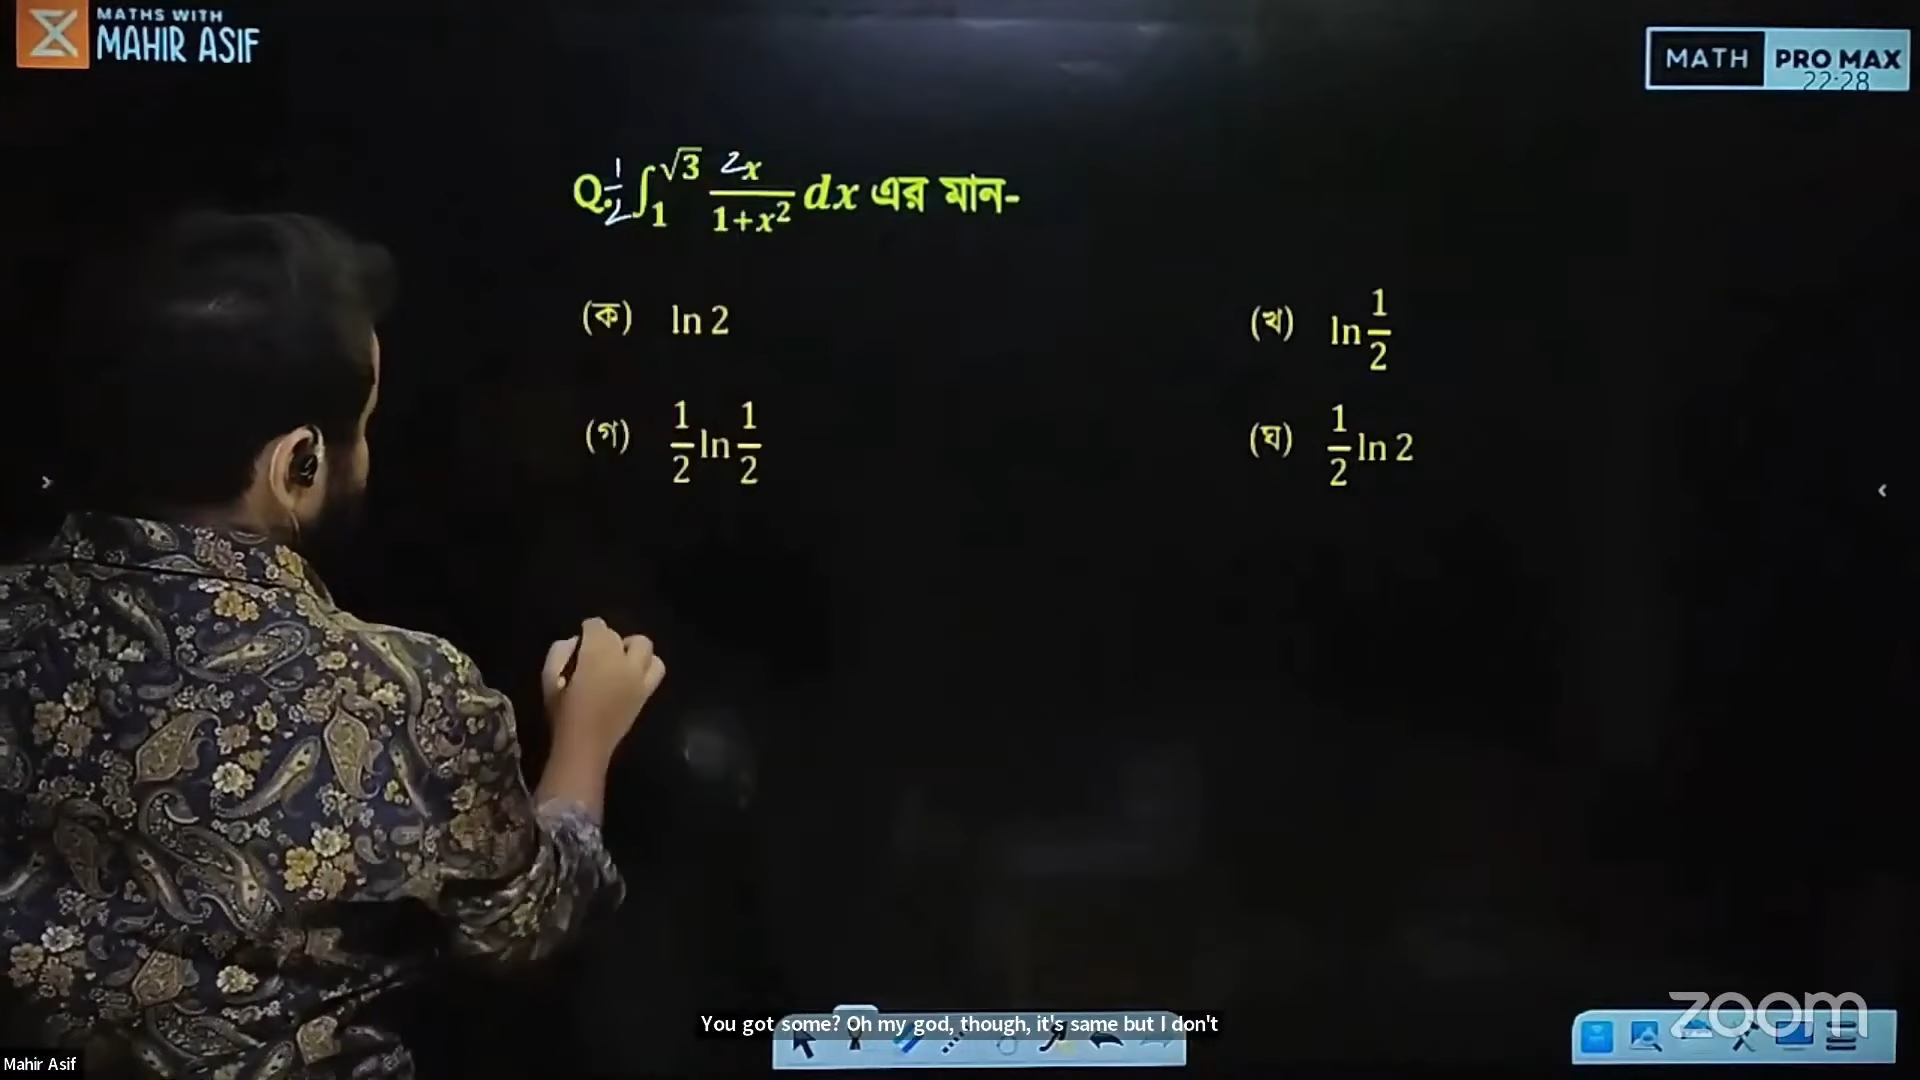 MATHS WITH
MAHIR ASIF
MATH PRO MAX
22:28
Q. 1/2 ∫₁^√3 2x/(1+x²) dx এর মান-
(ক) ln 2
(খ) ln 1/2
(গ) 1/2 ln 1/2
(ঘ) 1/2 ln 2
You got some? Oh my god, though, it's same but I don't
zoom
Mahir Asif